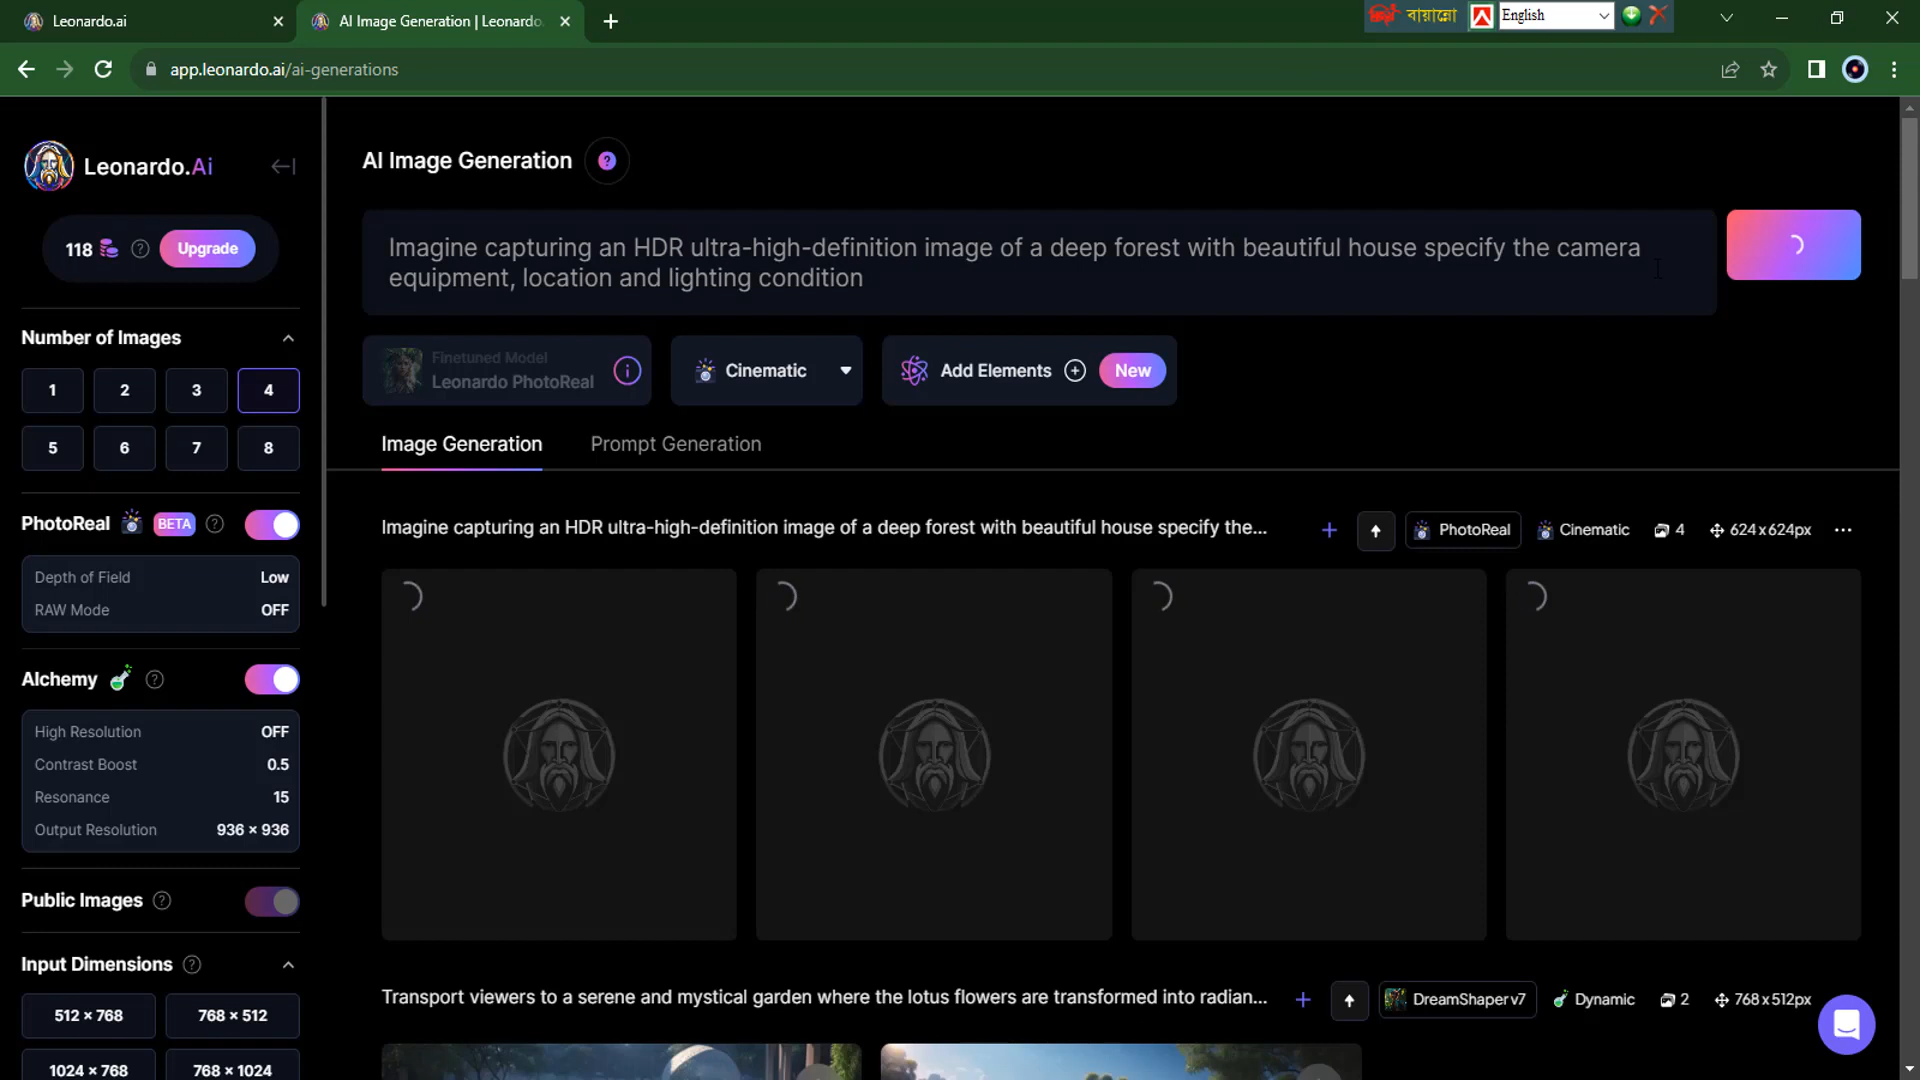 Leonardo.ai
AI Image Generation | Leonardo.
বায়ান্নো
English
app.leonardo.ai/ai-generations
Leonardo.Ai
118
Upgrade
Number of Images
1 2 3 4
5 6 7 8
PhotoReal BETA
Depth of Field Low
RAW Mode OFF
Alchemy
High Resolution OFF
Contrast Boost 0.5
Resonance 15
Output Resolution 936 × 936
Public Images
Input Dimensions
512 × 768 768 × 512
1024 × 768 768 × 1024
AI Image Generation
Imagine capturing an HDR ultra-high-definition image of a deep forest with beautiful house specify the camera
equipment, location and lighting condition
Finetuned Model
Leonardo PhotoReal
Cinematic
Add Elements New
Image Generation Prompt Generation
Imagine capturing an HDR ultra-high-definition image of a deep forest with beautiful house specify the... PhotoReal Cinematic 4 624x624px
Transport viewers to a serene and mystical garden where the lotus flowers are transformed into radian... DreamShaper v7 Dynamic 2 768x512px